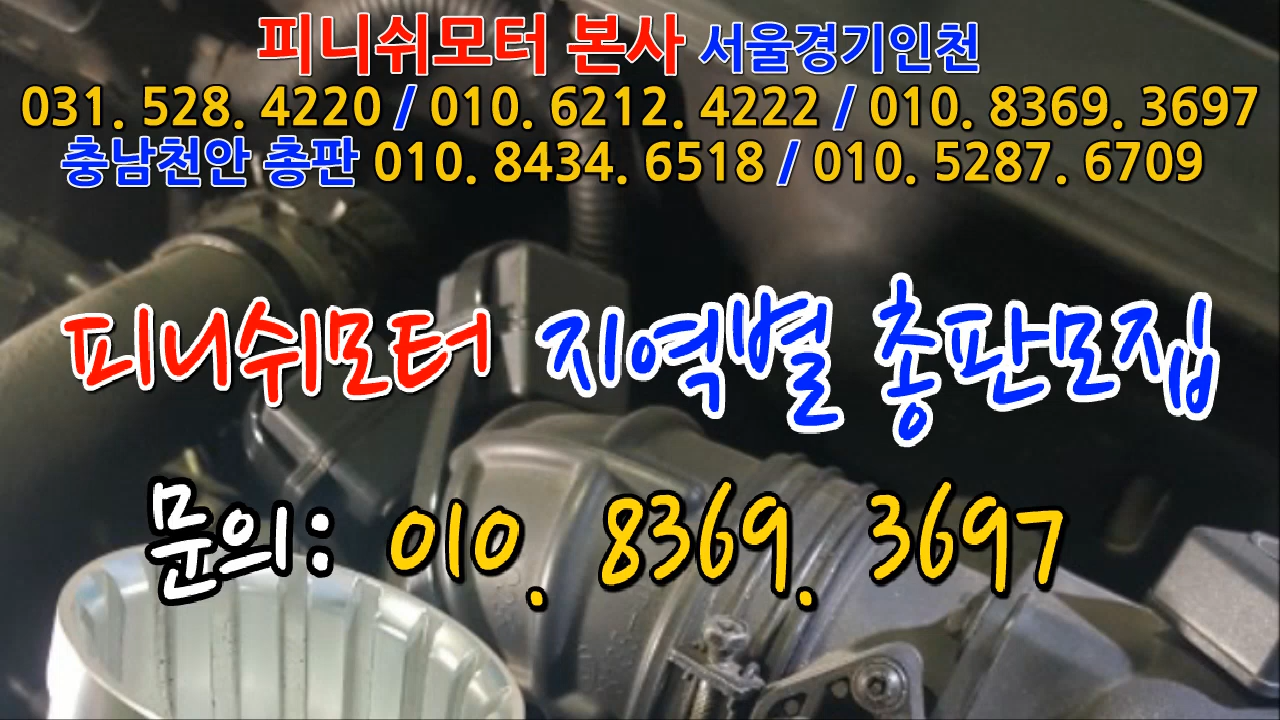 피니쉬모터 본사 서울경기인천
031. 528. 4220 / 010. 6212. 4222 / 010. 8369. 3697
충남천안 총판 010. 8434. 6518 / 010. 5287. 6709
피니쉬모터 지역별 총판모집
문의: 010. 8369. 3697